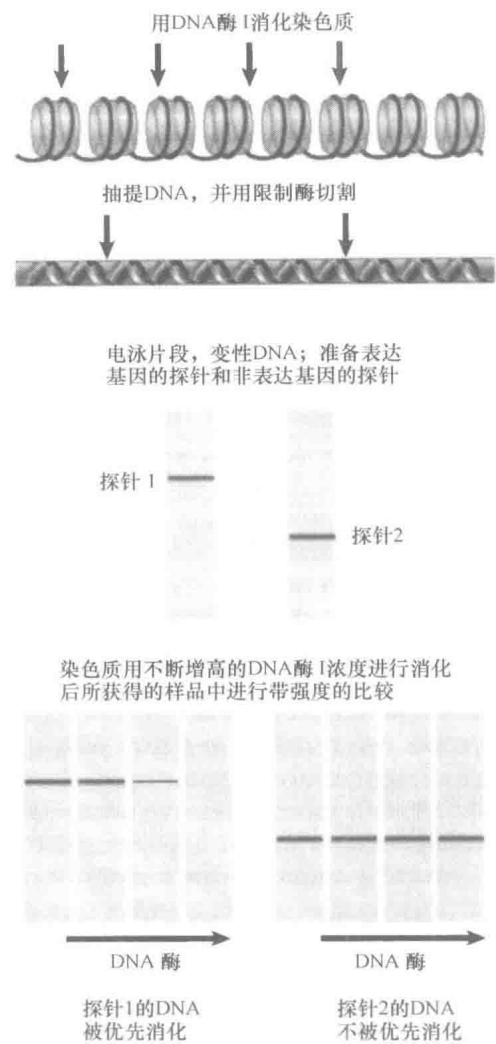 用DNA酶 I消化染色质
抽提DNA，并用限制酶切割
电泳片段，变性DNA；准备表达
基因的探针和非表达基因的探针
探针 1
探针2
染色质用不断增高的DNA酶 I浓度进行消化
后所获得的样品中进行带强度的比较
DNA 酶
DNA 酶
探针1的DNA
被优先消化
探针2的DNA
不被优先消化